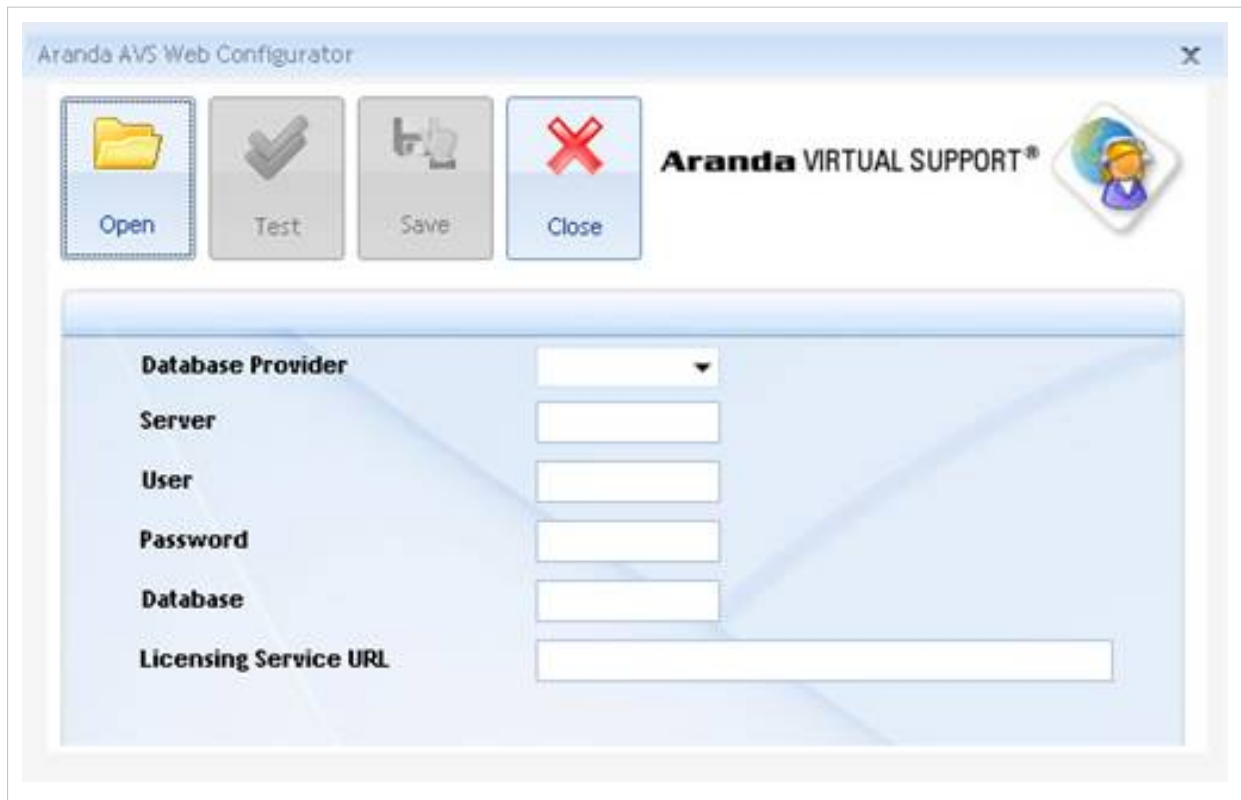 Aranda AVS Web Configurator
Open
Test
Save
Close
Aranda VIRTUAL SUPPORT®
Database Provider
Server
User
Password
Database
Licensing Service URL